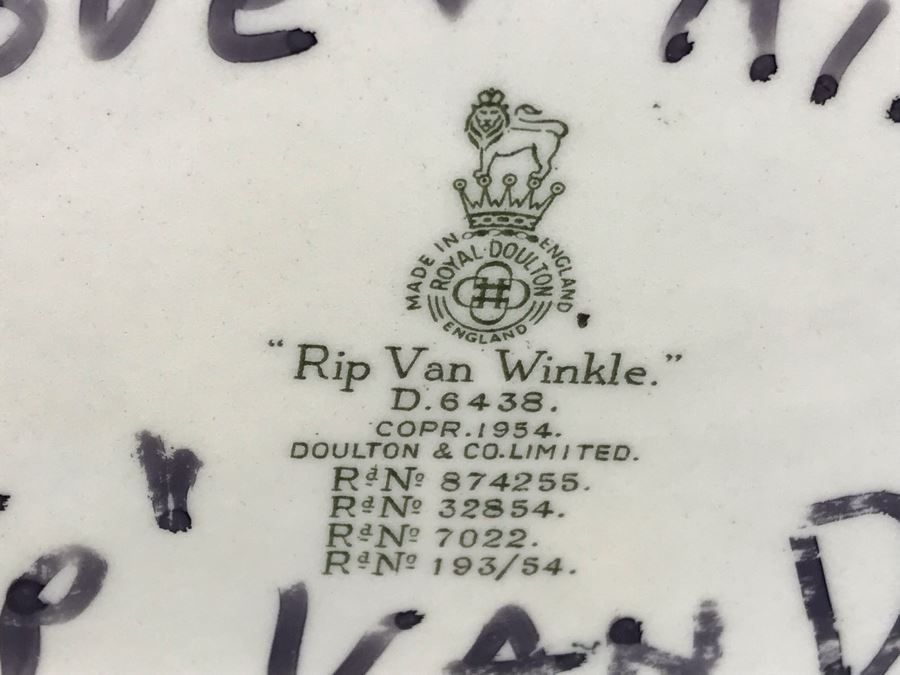 MADE IN ENGLAND
ROYAL·DOULTON
ENGLAND
"Rip Van Winkle."
D.6438.
COPR.1954.
DOULTON & CO.LIMITED.
Rᵈ Nº 874255.
Rᵈ Nº 32854.
Rᵈ Nº 7022.
Rᵈ Nº 193/54.